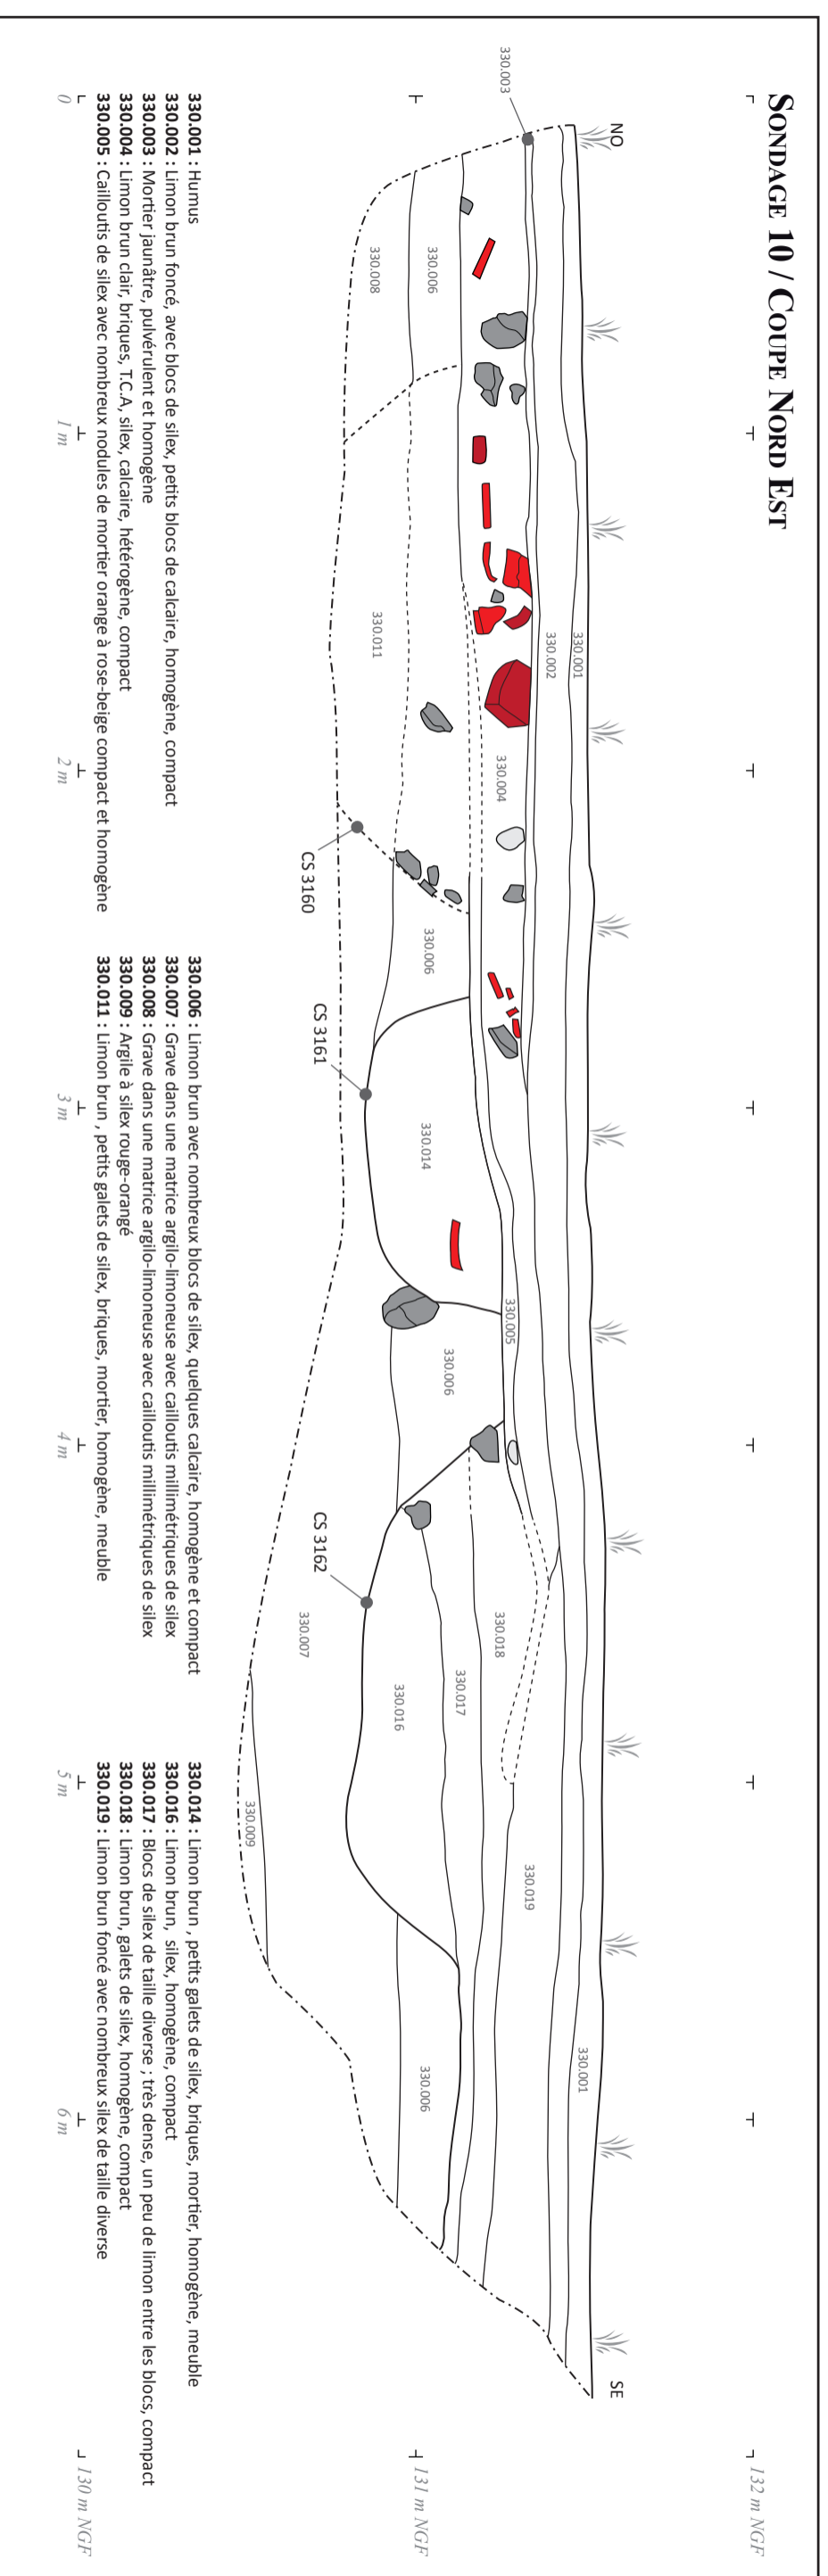 SONDAGE 10 / COUPE NORD EST
NO
SE
132 m NGF
131 m NGF
130 m NGF
330.003
330.001
330.002
330.001
330.004
330.005
330.019
330.018
330.006
330.006
330.014
330.006
330.017
330.006
330.008
330.011
330.016
330.007
330.009
CS 3160
CS 3161
CS 3162
0
1 m
2 m
3 m
4 m
5 m
6 m
330.001 : Humus
330.002 : Limon brun foncé, avec blocs de silex, petits blocs de calcaire, homogène, compact
330.003 : Mortier jaunâtre, pulvérulent et homogène
330.004 : Limon brun clair, briques, T.C.A, silex, calcaire, hétérogène, compact
330.005 : Cailloutis de silex avec nombreux nodules de mortier orange à rose-beige compact et homogène
330.006 : Limon brun avec nombreux blocs de silex, quelques calcaire, homogène et compact
330.007 : Grave dans une matrice argilo-limoneuse avec cailloutis millimétriques de silex
330.008 : Grave dans une matrice argilo-limoneuse avec cailloutis millimétriques de silex
330.009 : Argile à silex rouge-orangé
330.011 : Limon brun , petits galets de silex, briques, mortier, homogène, meuble
330.014 : Limon brun , petits galets de silex, briques, mortier, homogène, meuble
330.016 : Limon brun, silex, homogène, compact
330.017 : Blocs de silex de taille diverse ; très dense, un peu de limon entre les blocs, compact
330.018 : Limon brun, galets de silex, homogène, compact
330.019 : Limon brun foncé avec nombreux silex de taille diverse